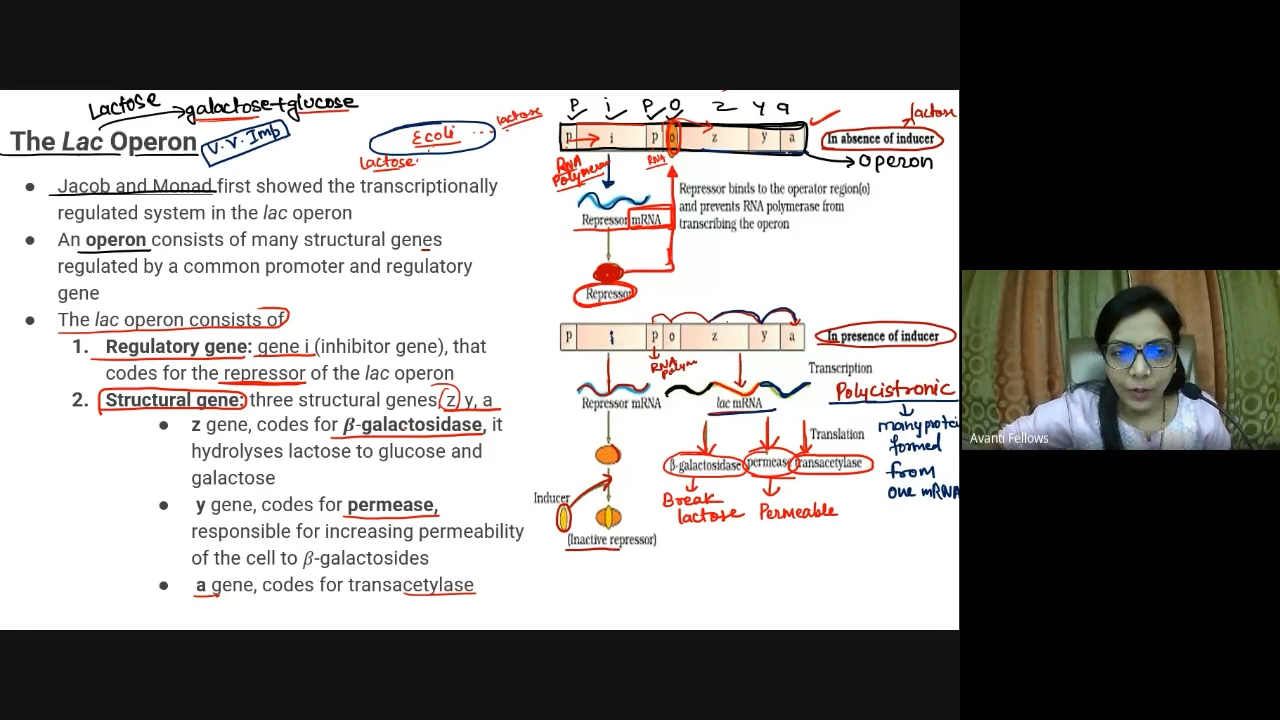 Lactose → galactose + glucose
The Lac Operon
V.V. Imp
Ecoli
lactose
lactose
● Jacob and Monad first showed the transcriptionally
regulated system in the lac operon
● An operon consists of many structural genes
regulated by a common promoter and regulatory
gene
● The lac operon consists of
1. Regulatory gene: gene i (inhibitor gene), that
codes for the repressor of the lac operon
2. Structural gene: three structural genes, z, y, a
● z gene, codes for β-galactosidase, it
hydrolyses lactose to glucose and
galactose
● y gene, codes for permease,
responsible for increasing permeability
of the cell to β-galactosides
● a gene, codes for transacetylase
P i P O Z Y a
lactose
p i p o z y a
In absence of inducer
→ operon
RNA
Polymerase
RNA
Repressor binds to the operator region(o)
and prevents RNA polymerase from
transcribing the operon
Repressor mRNA
Repressor
p i p o z y a
In presence of inducer
RNA
Polym
Transcription
Repressor mRNA
lac mRNA
Polycistronic
many protei
formed
from
one mRNA
Translation
β-galactosidase permease transacetylase
Break
lactose
Permeable
Inducer
(Inactive repressor)
Avanti Fellows